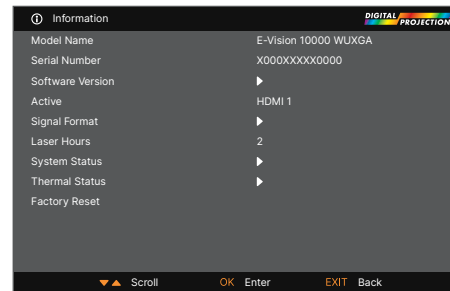 Information
DIGITAL PROJECTION
Model Name E-Vision 10000 WUXGA
Serial Number X000XXXXX0000
Software Version
Active HDMI 1
Signal Format
Laser Hours 2
System Status
Thermal Status
Factory Reset
Scroll OK Enter EXIT Back